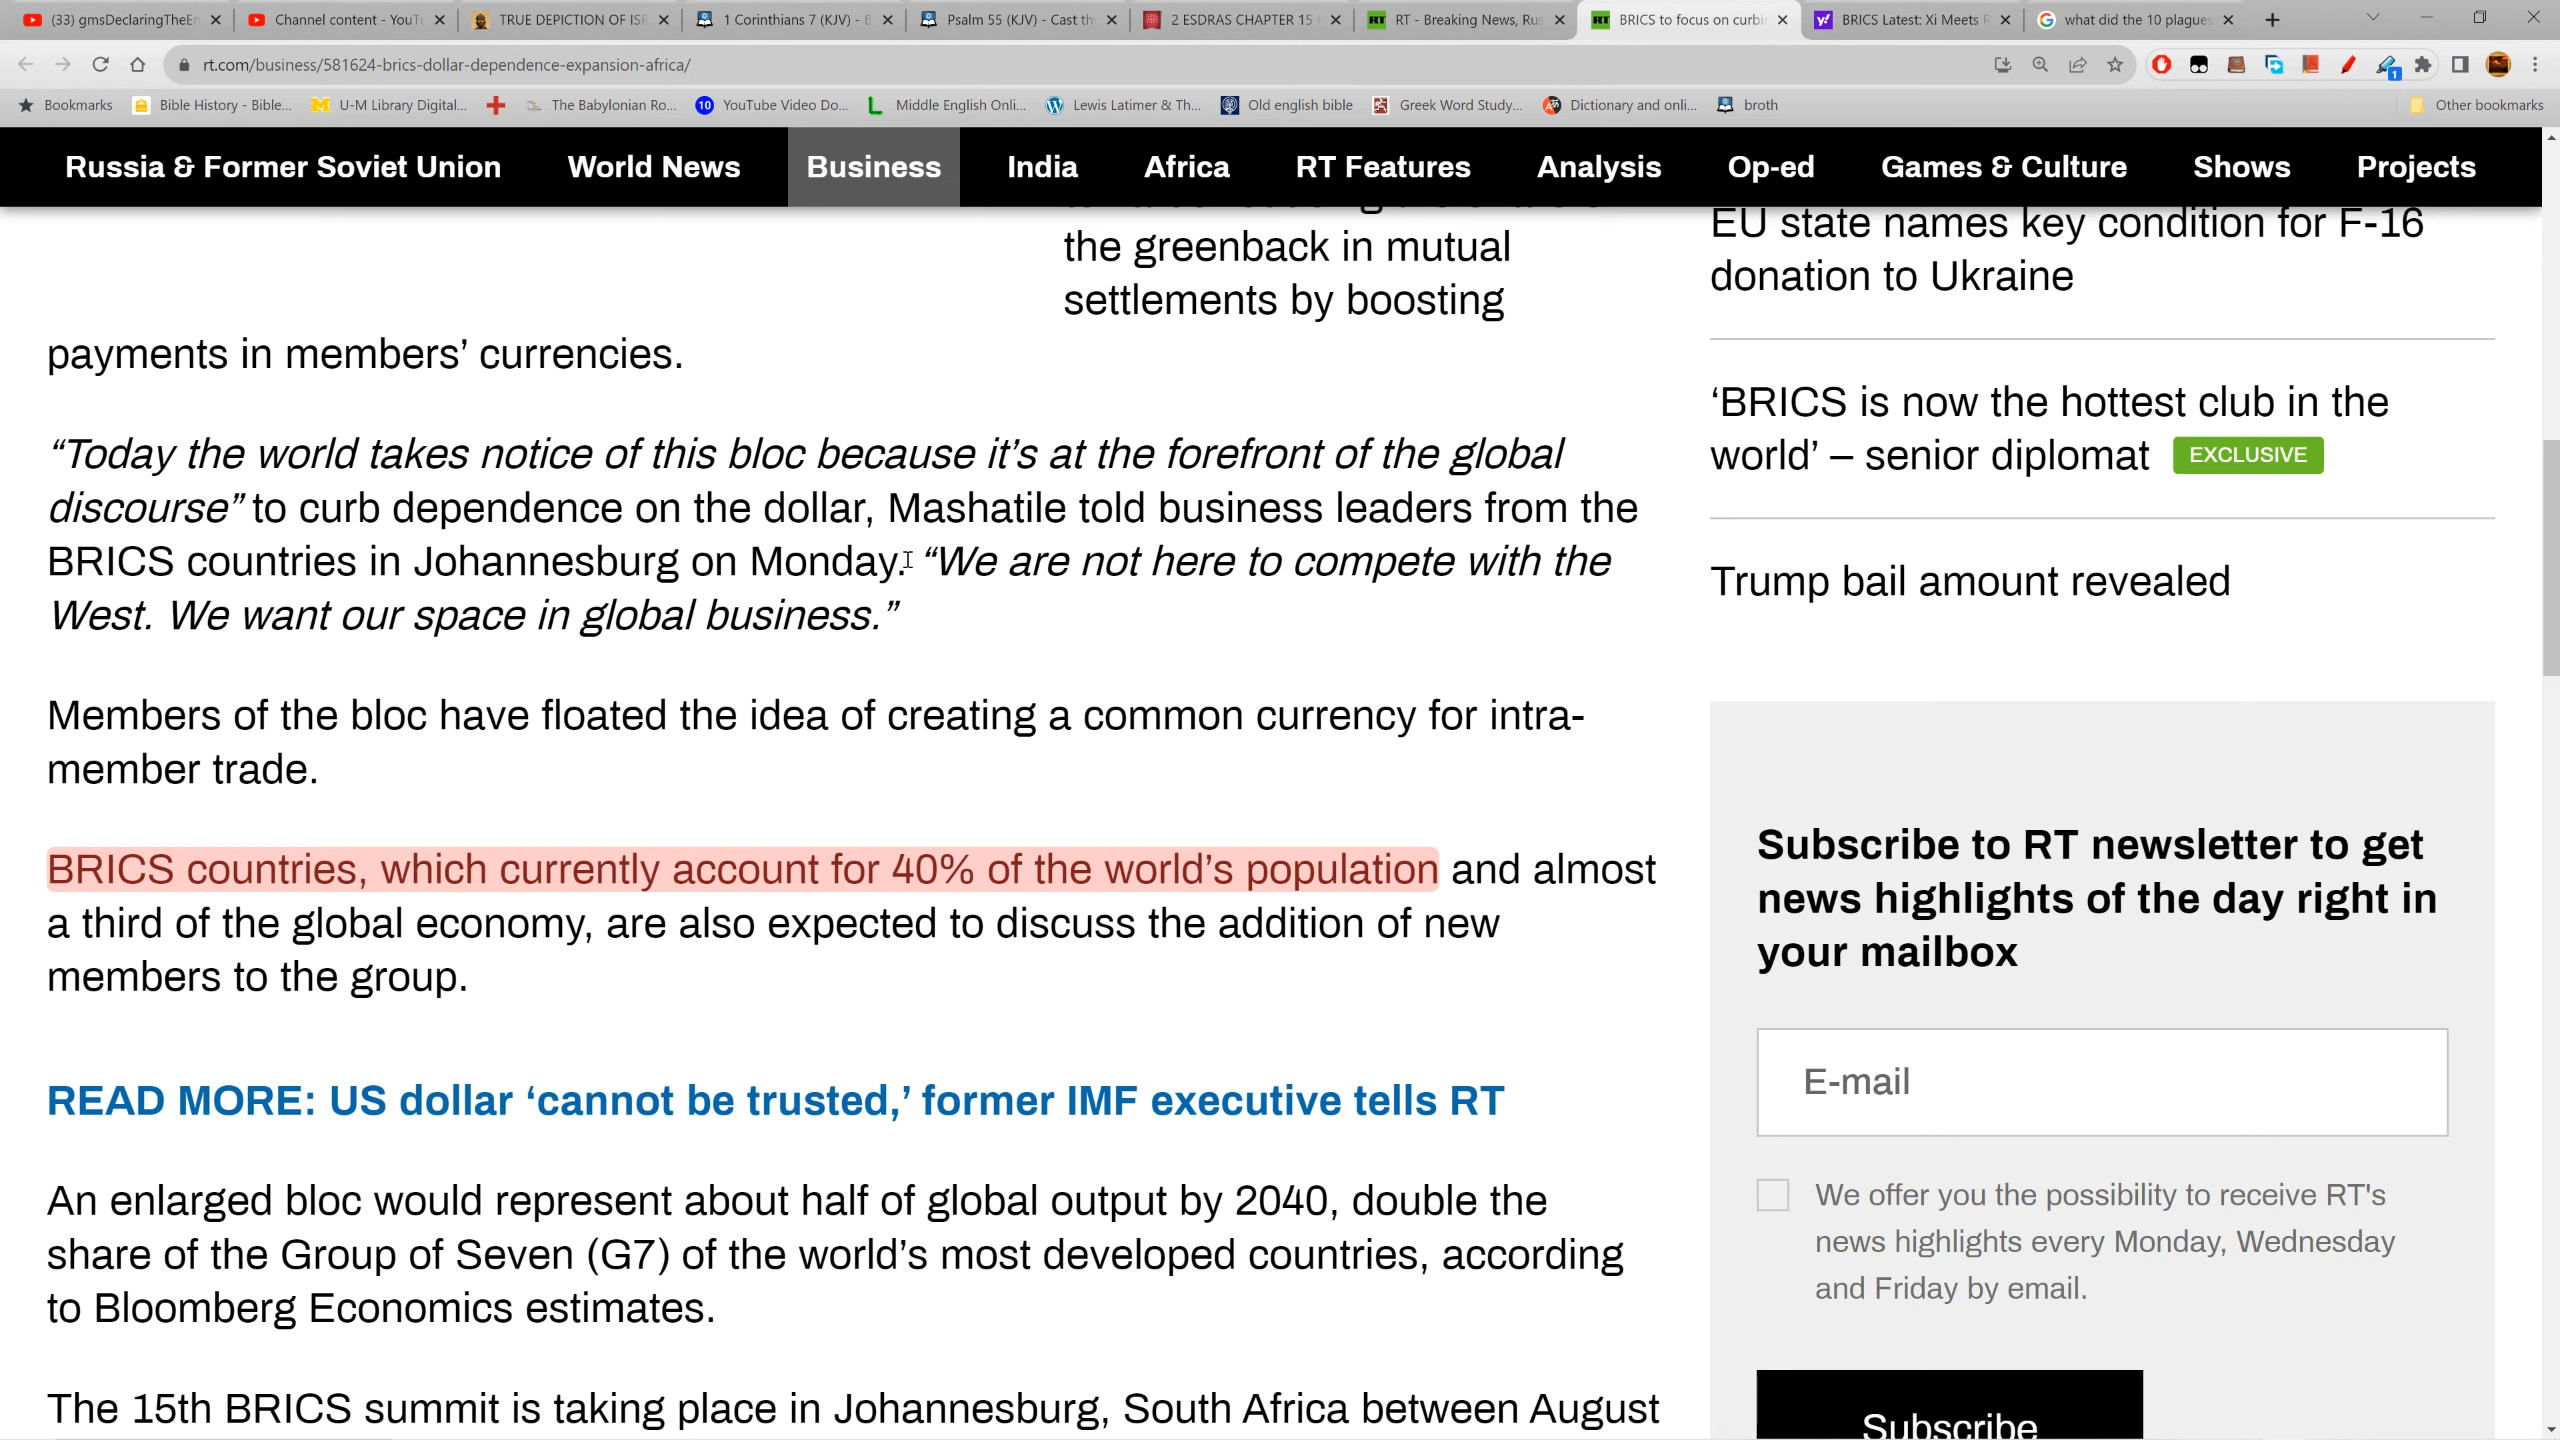 (33) gmsDeclaringTheEn
Channel content - YouTu
TRUE DEPICTION OF ISR
1 Corinthians 7 (KJV) - B
Psalm 55 (KJV) - Cast th
2 ESDRAS CHAPTER 15
RT - Breaking News, Rus
BRICS to focus on curbi
BRICS Latest: Xi Meets R
what did the 10 plagues
rt.com/business/581624-brics-dollar-dependence-expansion-africa/
Bookmarks
Bible History - Bible...
U-M Library Digital...
The Babylonian Ro...
YouTube Video Do...
Middle English Onli...
Lewis Latimer & Th...
Old english bible
Greek Word Study...
Dictionary and onli...
broth
Other bookmarks
Russia & Former Soviet Union
World News
Business
India
Africa
RT Features
Analysis
Op-ed
Games & Culture
Shows
Projects
the greenback in mutual
settlements by boosting
payments in members’ currencies.
“Today the world takes notice of this bloc because it’s at the forefront of the global
discourse” to curb dependence on the dollar, Mashatile told business leaders from the
BRICS countries in Johannesburg on Monday. “We are not here to compete with the
West. We want our space in global business.”
Members of the bloc have floated the idea of creating a common currency for intra-
member trade.
BRICS countries, which currently account for 40% of the world’s population and almost
a third of the global economy, are also expected to discuss the addition of new
members to the group.
READ MORE: US dollar ‘cannot be trusted,’ former IMF executive tells RT
An enlarged bloc would represent about half of global output by 2040, double the
share of the Group of Seven (G7) of the world’s most developed countries, according
to Bloomberg Economics estimates.
The 15th BRICS summit is taking place in Johannesburg, South Africa between August
EU state names key condition for F-16
donation to Ukraine
‘BRICS is now the hottest club in the
world’ – senior diplomat EXCLUSIVE
Trump bail amount revealed
Subscribe to RT newsletter to get
news highlights of the day right in
your mailbox
E-mail
We offer you the possibility to receive RT's
news highlights every Monday, Wednesday
and Friday by email.
Subscribe